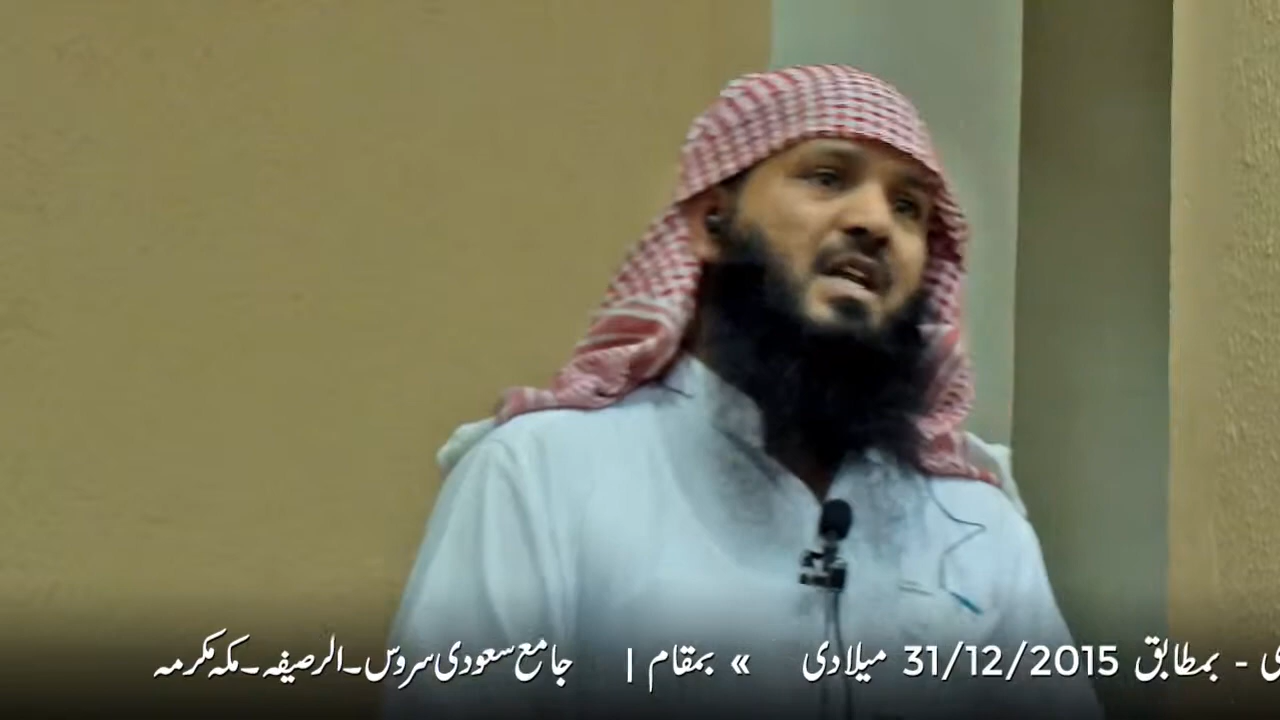 ی - بمطابق 31/12/2015 میلادی » بمقام | جامع سعودی سروس۔الرصیفہ۔مکہ مکرمہ